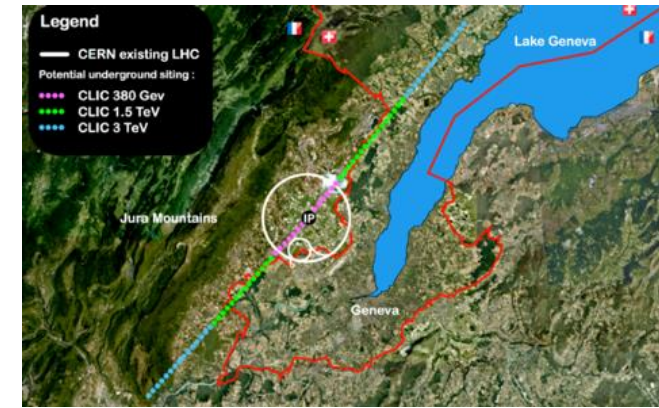 Legend
CERN existing LHC
Potential underground siting :
CLIC 380 Gev
CLIC 1.5 TeV
CLIC 3 TeV
Lake Geneva
Jura Mountains
IP
Geneva